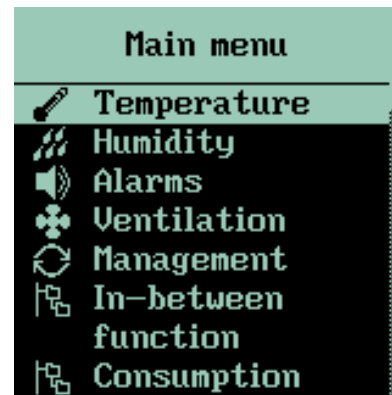 Main menu
Temperature
Humidity
Alarms
Ventilation
Management
In-between
function
Consumption